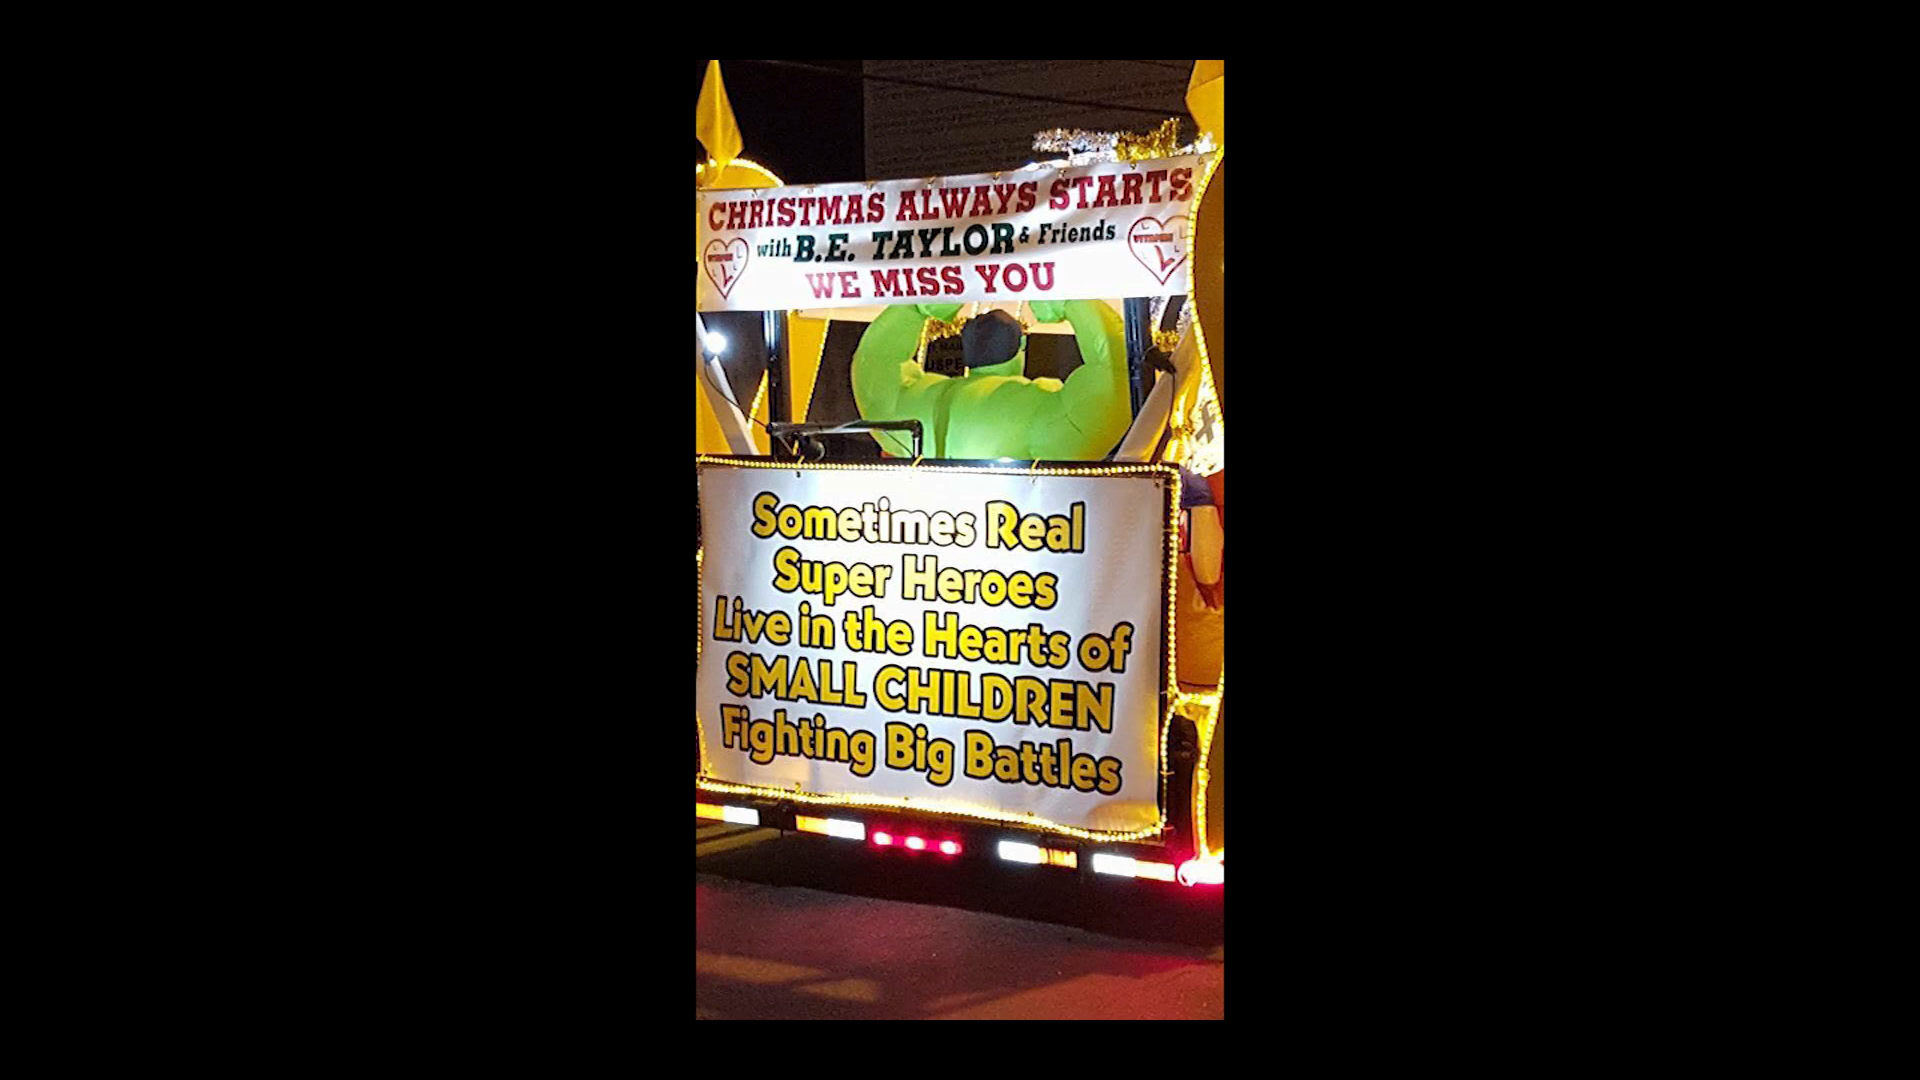 CHRISTMAS ALWAYS STARTS
with B.E. TAYLOR & Friends
WE MISS YOU
Sometimes Real
Super Heroes
Live in the Hearts of
SMALL CHILDREN
Fighting Big Battles